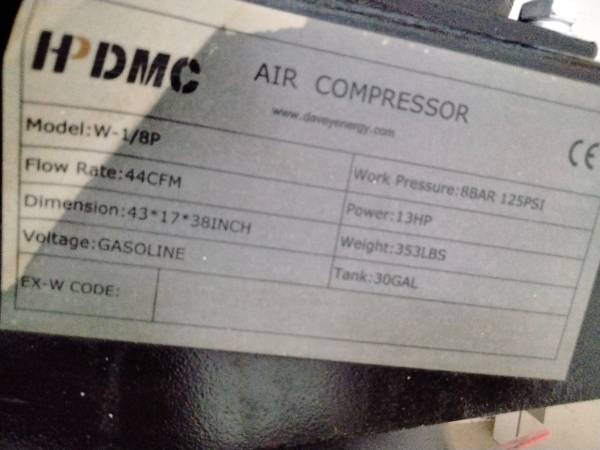 HPDMC
AIR COMPRESSOR
www.daveyenergy.com
CE
Model:W-1/8P
Work Pressure:8BAR 125PSI
Flow Rate:44CFM
Power:13HP
Dimension:43*17*38INCH
Weight:353LBS
Voltage:GASOLINE
Tank:30GAL
EX-W CODE: